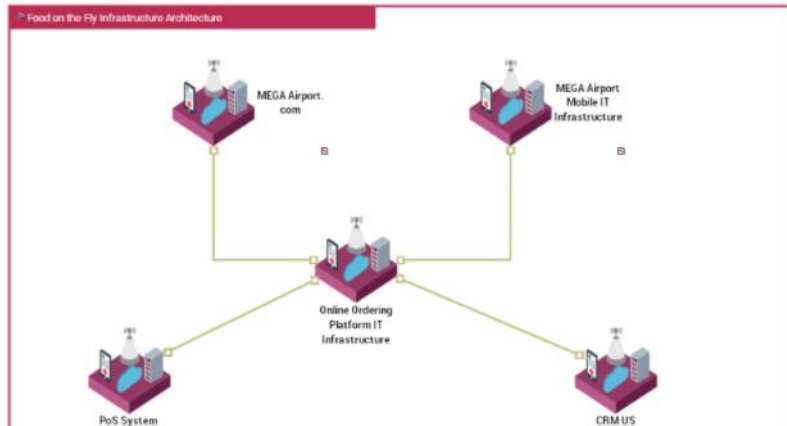 Food on the Fly Infrastructure Architecture
MEGA Airport.
com
MEGA Airport
Mobile IT
Infrastructure
Online Ordering
Platform IT
Infrastructure
PoS System
CRM US